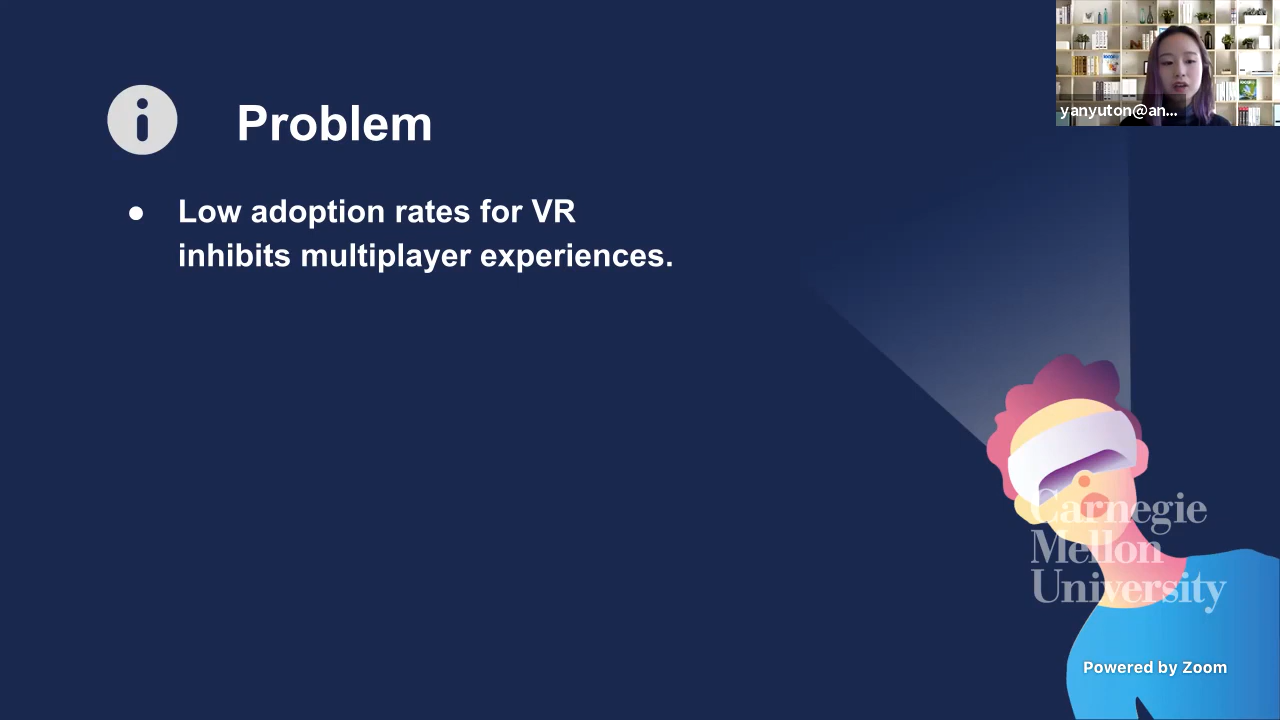 Problem
● Low adoption rates for VR
inhibits multiplayer experiences.
yanyuton@an...
Carnegie
Mellon
University
Powered by Zoom